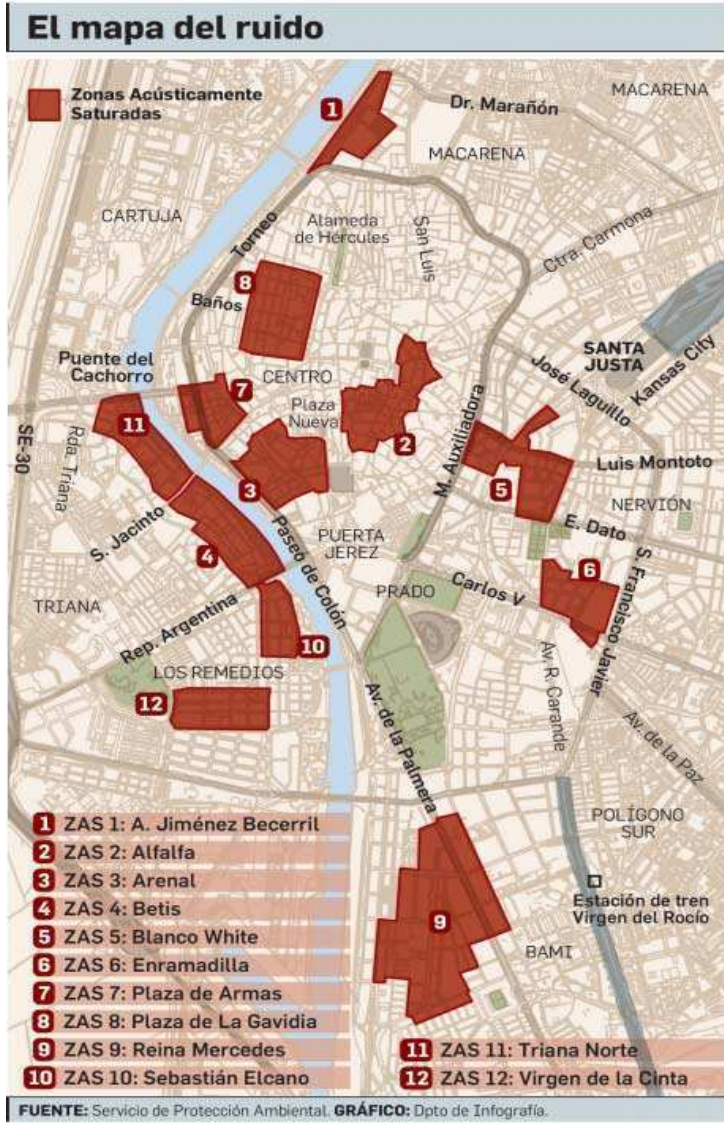 El mapa del ruido
Zonas Acústicamente
Saturadas
1
Dr. Marañón
MACARENA
MACARENA
CARTUJA
Torneo
Alameda
de Hércules
San Luis
Ctra. Carmona
8
Baños
Puente del
Cachorro
CENTRO
7
Plaza
Nueva
2
SANTA
JUSTA
José Laguillo
Kansas City
11
SE-30
Rda. Triana
3
M. Auxiliadora
Luis Montoto
5
NERVIÓN
S. Jacinto
4
Paseo de Colón
PUERTA
JEREZ
E. Dato
6
S. Francisco Javier
TRIANA
Rep. Argentina
PRADO
Carlos V
10
LOS REMEDIOS
12
Av. de la Palmera
Av. R. Carande
Av. de la Paz
POLÍGONO
SUR
Estación de tren
Virgen del Rocío
9
BAMI
1 ZAS 1: A. Jiménez Becerril
2 ZAS 2: Alfalfa
3 ZAS 3: Arenal
4 ZAS 4: Betis
5 ZAS 5: Blanco White
6 ZAS 6: Enramadilla
7 ZAS 7: Plaza de Armas
8 ZAS 8: Plaza de La Gavidia
9 ZAS 9: Reina Mercedes
10 ZAS 10: Sebastián Elcano
11 ZAS 11: Triana Norte
12 ZAS 12: Virgen de la Cinta
FUENTE: Servicio de Protección Ambiental. GRÁFICO: Dpto de Infografía.